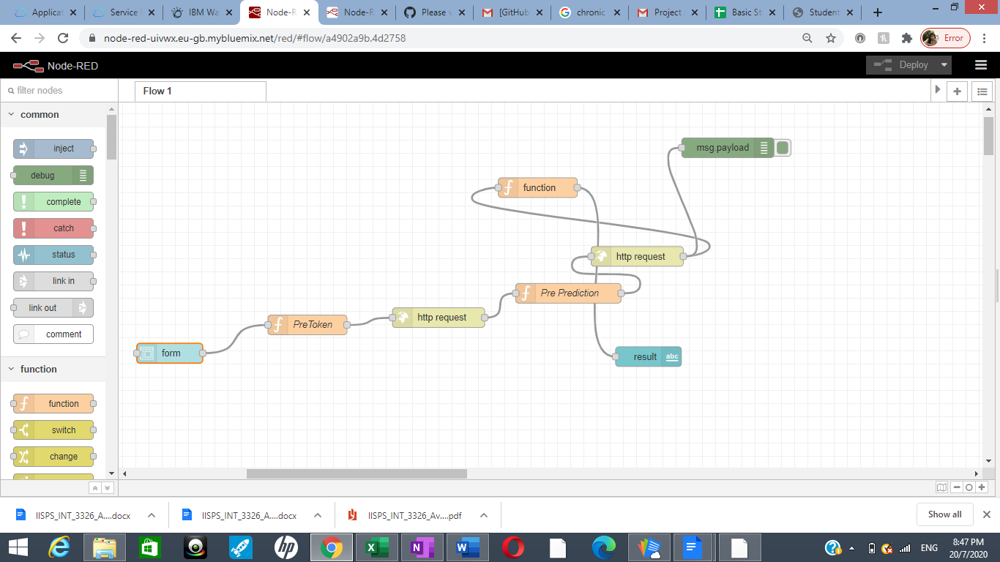 Applicat
Service
IBM Wa
Node-R
Node-R
Please v
[GitHub
chronic
Project
Basic St
Student
node-red-uivwx.eu-gb.mybluemix.net/red/#flow/a4902a9b.4d2758
Error
Node-RED
Deploy
filter nodes
Flow 1
common
inject
debug
complete
catch
status
link in
link out
comment
function
function
switch
change
msg.payload
function
http request
Pre Prediction
http request
PreToken
form
result
abc
IISPS_INT_3326_A....docx
IISPS_INT_3326_A....docx
IISPS_INT_3326_Av....pdf
Show all
ENG
8:47 PM
20/7/2020